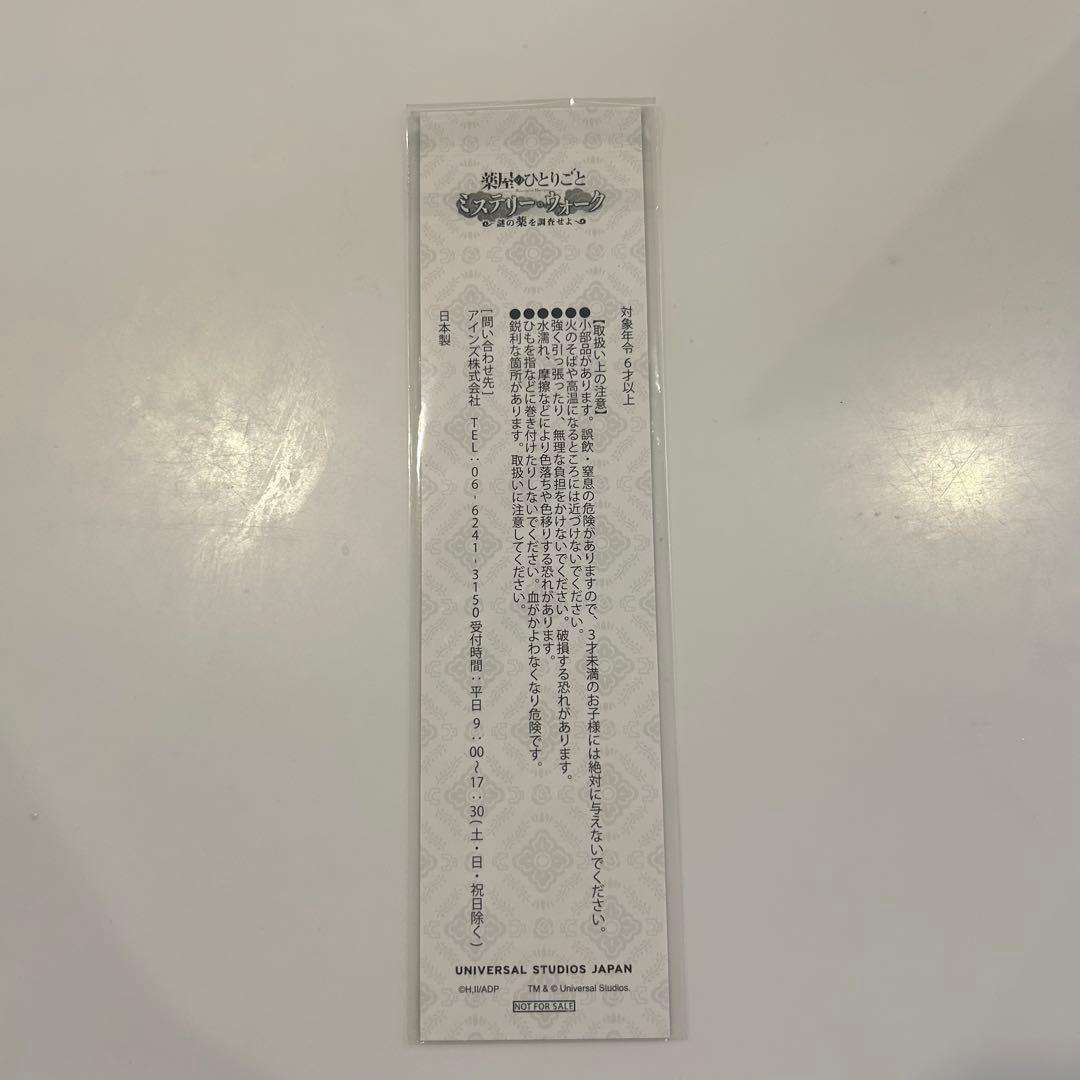 薬屋のひとりごと
ミステリー・ウォーク
謎の薬を調査せよ
対象年令 6才以上
【取扱い上の注意】
●小部品があります。誤飲・窒息の危険がありますので、3才未満のお子様には絶対に与えないでください。
●火のそばや高温になるところには近づけないでください。
●強く引っ張ったり、無理な負担をかけないでください。破損する恐れがあります。
●水濡れ、摩擦などにより色落ちや色移りする恐れがあります。
●ひもを指などに巻き付けたりしないでください。血がかよわなくなり危険です。
●鋭利な箇所があります。取扱いに注意してください。
[問い合わせ先]
アインズ株式会社 TEL:06-6241-3150受付時間:平日 9:00~17:30(土・日・祝日除く)
日本製
UNIVERSAL STUDIOS JAPAN
©H,II/ADP TM & © Universal Studios.
NOT FOR SALE